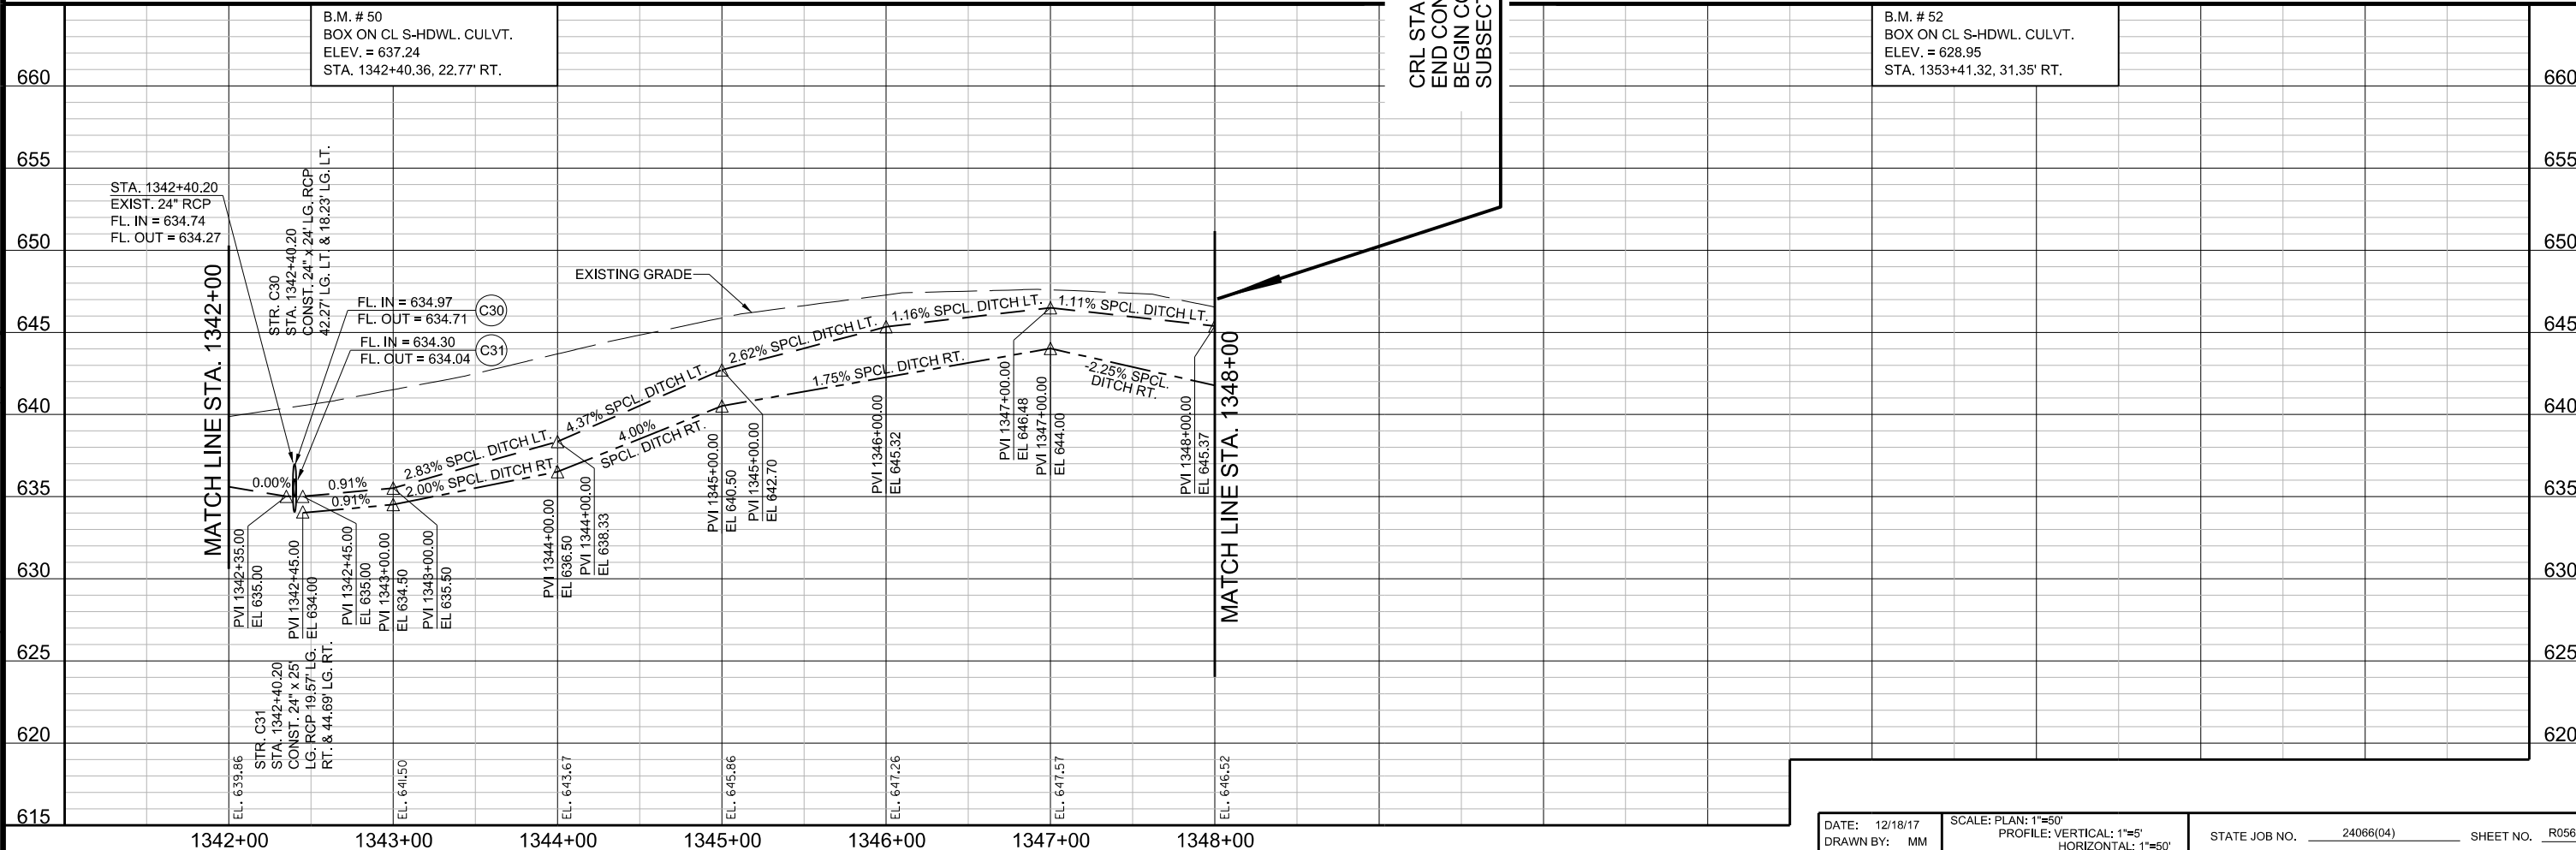 B.M. # 50
BOX ON CL S-HDWL. CULVT.
ELEV. = 637.24
STA. 1342+40.36, 22.77' RT.
CRL STA
END CON
BEGIN CO
SUBSECT
B.M. # 52
BOX ON CL S-HDWL. CULVT.
ELEV. = 628.95
STA. 1353+41.32, 31.35' RT.
660
655
650
645
640
635
630
625
620
615
660
655
650
645
640
635
630
625
620
STA. 1342+40.20
EXIST. 24" RCP
FL. IN = 634.74
FL. OUT = 634.27
MATCH LINE STA. 1342+00
STR. C30
STA. 1342+40.20
CONST. 24" x 24' LG. RCP
42.27' LG. LT. & 18.23' LG. LT.
FL. IN = 634.97
FL. OUT = 634.71
C30
FL. IN = 634.30
FL. OUT = 634.04
C31
EXISTING GRADE
0.00%
0.91%
0.91%
2.83% SPCL. DITCH LT.
2.00% SPCL. DITCH RT.
4.37% SPCL. DITCH LT.
4.00%
SPCL. DITCH RT.
2.62% SPCL. DITCH LT.
1.75% SPCL. DITCH RT.
1.16% SPCL. DITCH LT.
1.11% SPCL. DITCH LT.
-2.25% SPCL.
DITCH RT.
PVI 1342+35.00
EL 635.00
PVI 1342+45.00
EL 634.00
PVI 1342+45.00
EL 635.00
PVI 1343+00.00
EL 634.50
PVI 1343+00.00
EL 635.50
PVI 1344+00.00
EL 636.50
PVI 1344+00.00
EL 638.33
PVI 1345+00.00
EL 640.50
PVI 1345+00.00
EL 642.70
PVI 1346+00.00
EL 645.32
PVI 1347+00.00
EL 646.48
PVI 1347+00.00
EL 644.00
PVI 1348+00.00
EL 645.37
MATCH LINE STA. 1348+00
STR. C31
STA. 1342+40.20
CONST. 24" x 25'
LG. RCP 19.57' LG.
RT. & 44.69' LG. RT.
EL. 639.86
EL. 641.50
EL. 643.67
EL. 645.86
EL. 647.26
EL. 647.57
EL. 646.52
1342+00
1343+00
1344+00
1345+00
1346+00
1347+00
1348+00
DATE: 12/18/17
DRAWN BY: MM
SCALE: PLAN: 1"=50'
PROFILE: VERTICAL: 1"=5'
HORIZONTAL: 1"=50'
STATE JOB NO. 24066(04) SHEET NO. R056